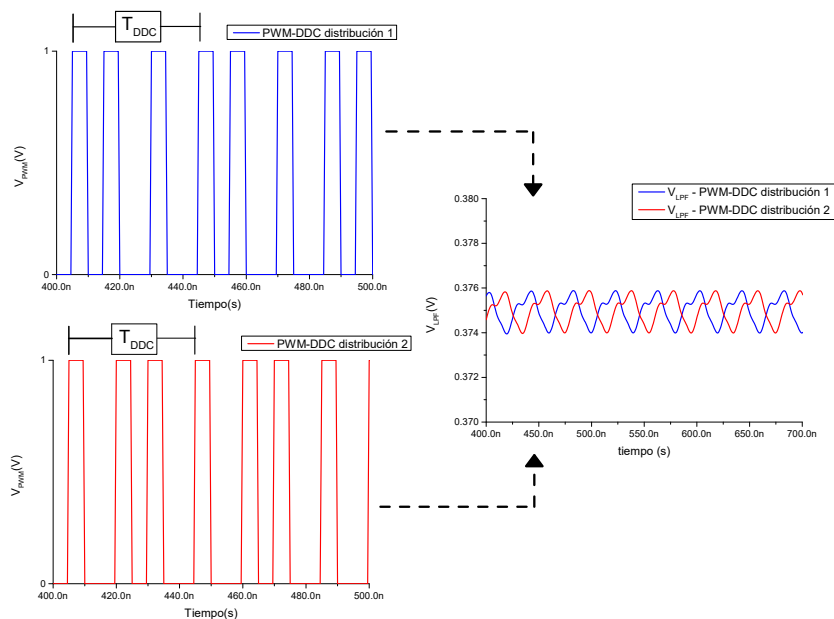 T_DDC
PWM-DDC distribución 1
1
V_PWM(V)
0
400.0n 420.0n 440.0n 460.0n 480.0n 500.0n
Tiempo(s)
T_DDC
PWM-DDC distribución 2
1
V_PWM(V)
0
400.0n 420.0n 440.0n 460.0n 480.0n 500.0n
Tiempo(s)
V_LPF - PWM-DDC distribución 1
V_LPF - PWM-DDC distribución 2
0.380
0.378
0.376
0.374
0.372
0.370
V_LPF(V)
400.0n 450.0n 500.0n 550.0n 600.0n 650.0n 700.0n
tiempo (s)